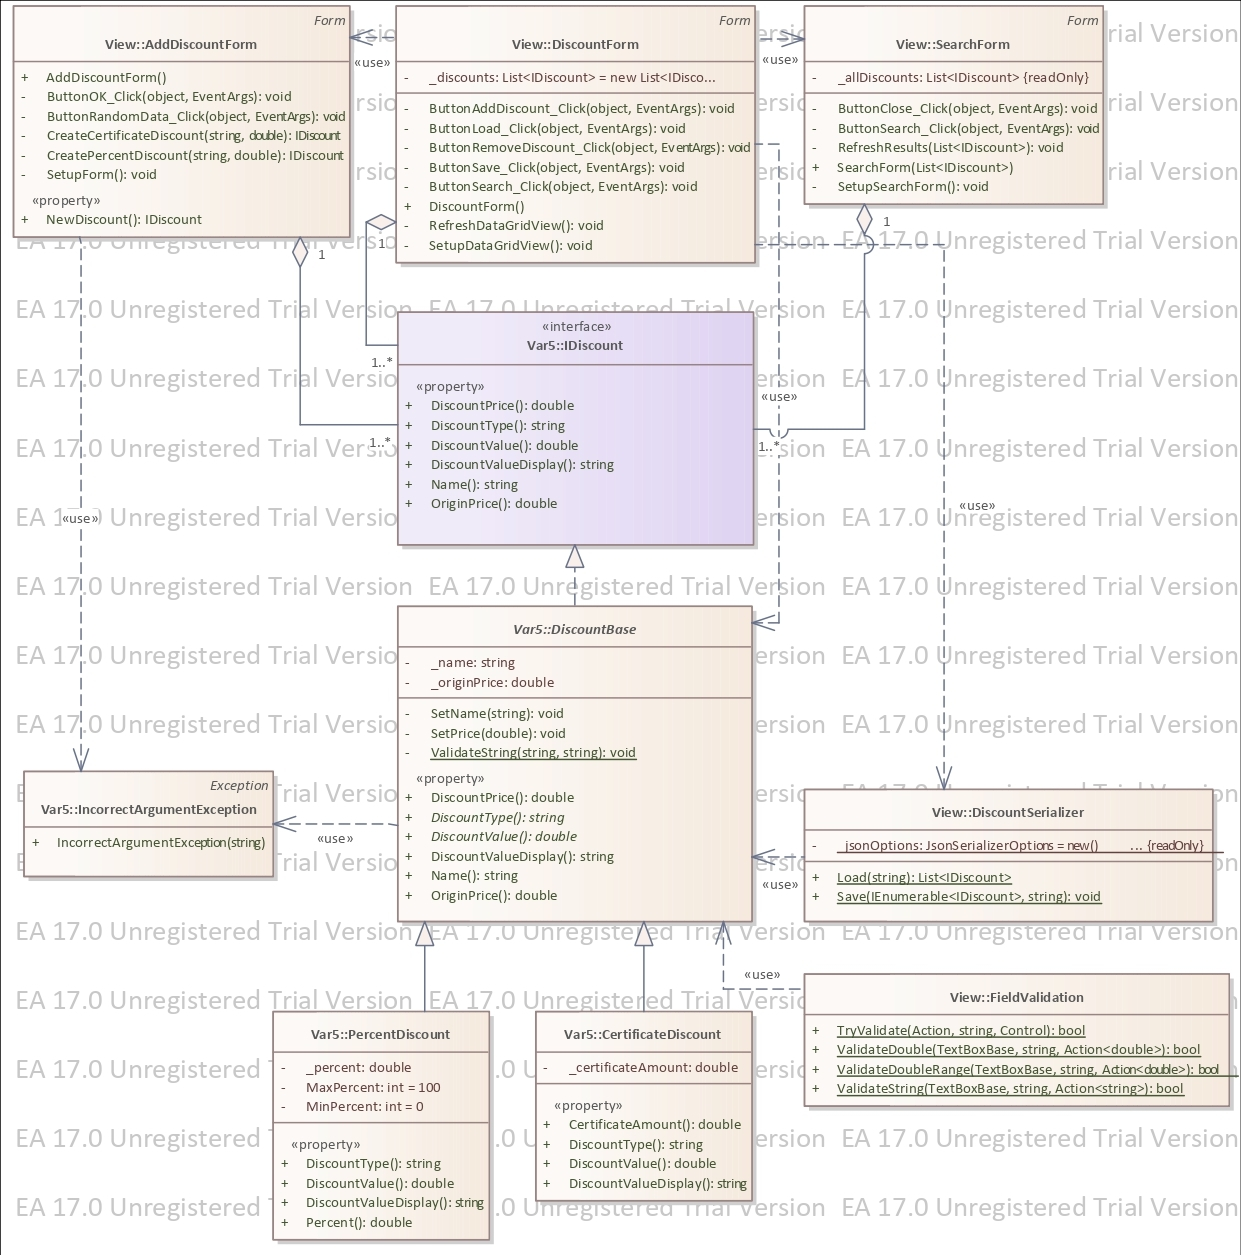 Form
View::AddDiscountForm
+ AddDiscountForm()
- ButtonOK_Click(object, EventArgs): void
- ButtonRandomData_Click(object, EventArgs): void
- CreateCertificateDiscount(string, double): IDiscount
- CreatePercentDiscount(string, double): IDiscount
- SetupForm(): void
«property»
+ NewDiscount(): IDiscount
«use»
Form
View::DiscountForm
- _discounts: List<IDiscount> = new List<IDisco...
- ButtonAddDiscount_Click(object, EventArgs): void
- ButtonLoad_Click(object, EventArgs): void
- ButtonRemoveDiscount_Click(object, EventArgs): void
- ButtonSave_Click(object, EventArgs): void
- ButtonSearch_Click(object, EventArgs): void
+ DiscountForm()
- RefreshDataGridView(): void
- SetupDataGridView(): void
«use»
Form
View::SearchForm
- _allDiscounts: List<IDiscount> {readOnly}
- ButtonClose_Click(object, EventArgs): void
- ButtonSearch_Click(object, EventArgs): void
- RefreshResults(List<IDiscount>): void
+ SearchForm(List<IDiscount>)
- SetupSearchForm(): void
1
1
1
«interface»
Var5::IDiscount
«property»
+ DiscountPrice(): double
+ DiscountType(): string
+ DiscountValue(): double
+ DiscountValueDisplay(): string
+ Name(): string
+ OriginPrice(): double
1..*
1..*
1..*
«use»
«use»
«use»
Var5::DiscountBase
- _name: string
- _originPrice: double
- SetName(string): void
- SetPrice(double): void
- ValidateString(string, string): void
«property»
+ DiscountPrice(): double
+ DiscountType(): string
+ DiscountValue(): double
+ DiscountValueDisplay(): string
+ Name(): string
+ OriginPrice(): double
Exception
Var5::IncorrectArgumentException
+ IncorrectArgumentException(string)
«use»
View::DiscountSerializer
- _jsonOptions: JsonSerializerOptions = new() ... {readOnly}
+ Load(string): List<IDiscount>
+ Save(IEnumerable<IDiscount>, string): void
«use»
«use»
View::FieldValidation
+ TryValidate(Action, string, Control): bool
+ ValidateDouble(TextBoxBase, string, Action<double>): bool
+ ValidateDoubleRange(TextBoxBase, string, Action<double>): bool
+ ValidateString(TextBoxBase, string, Action<string>): bool
Var5::PercentDiscount
- _percent: double
- MaxPercent: int = 100
- MinPercent: int = 0
«property»
+ DiscountType(): string
+ DiscountValue(): double
+ DiscountValueDisplay(): string
+ Percent(): double
Var5::CertificateDiscount
- _certificateAmount: double
«property»
+ CertificateAmount(): double
+ DiscountType(): string
+ DiscountValue(): double
+ DiscountValueDisplay(): string
EA 17.0 Unregistered Trial Version